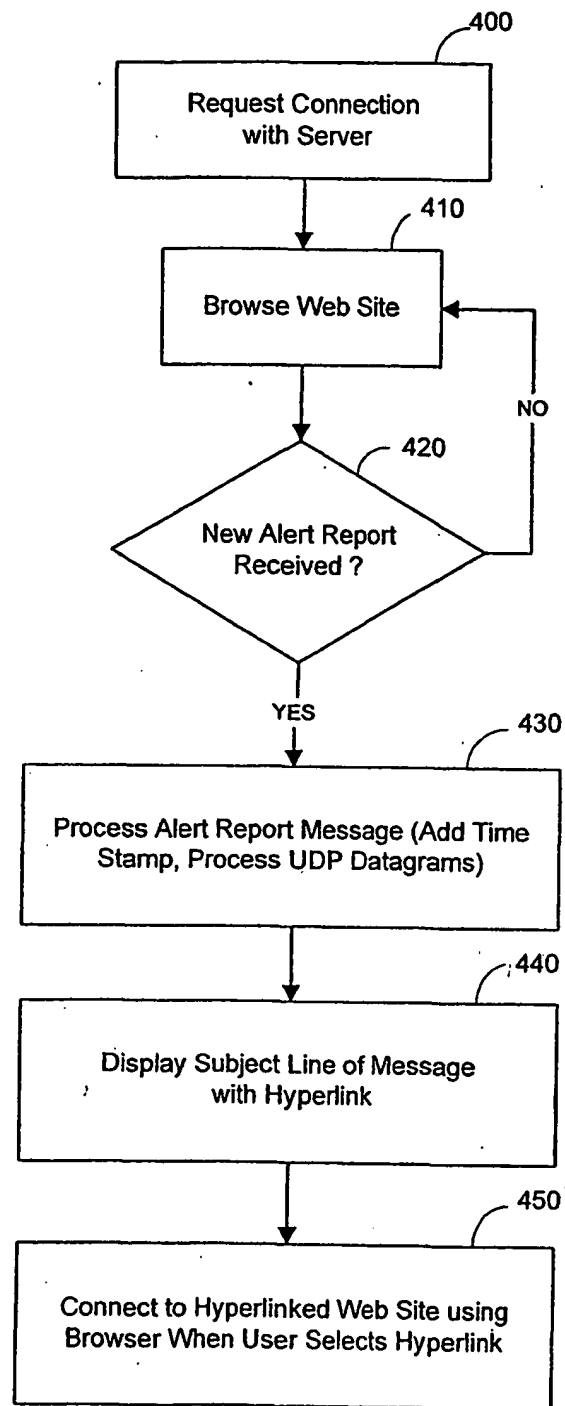 400
Request Connection
with Server
410
Browse Web Site
NO
420
New Alert Report
Received ?
YES
430
Process Alert Report Message (Add Time
Stamp, Process UDP Datagrams)
440
Display Subject Line of Message
with Hyperlink
450
Connect to Hyperlinked Web Site using
Browser When User Selects Hyperlink